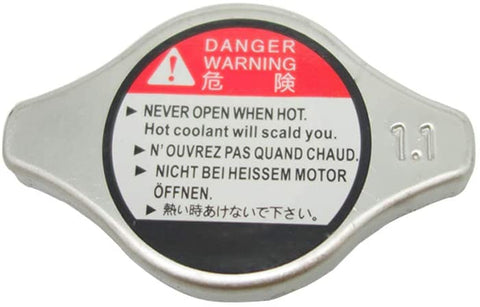 DANGER
WARNING
危 険
▶ NEVER OPEN WHEN HOT.
Hot coolant will scald you.
▶ N'OUVREZ PAS QUAND CHAUD.
▶ NICHT BEI HEISSEM MOTOR
ÖFFNEN.
▶ 熱い時あけないで下さい。
1.1